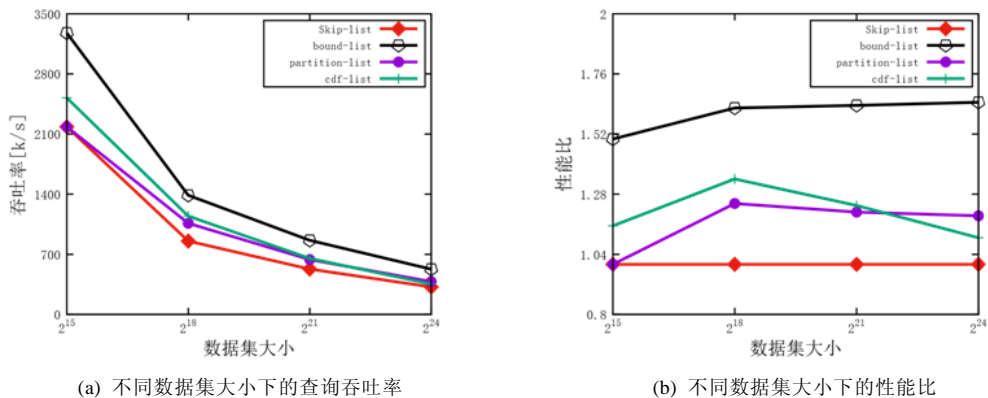 3500
2800
2100
1400
700
0
吞吐率[k/s]
Skip-list
bound-list
partition-list
cdf-list
2^15
2^18
2^21
2^24
数据集大小
(a) 不同数据集大小下的查询吞吐率
2
1.76
1.52
1.28
1.04
0.8
性能比
Skip-list
bound-list
partition-list
cdf-list
2^15
2^18
2^21
2^24
数据集大小
(b) 不同数据集大小下的性能比